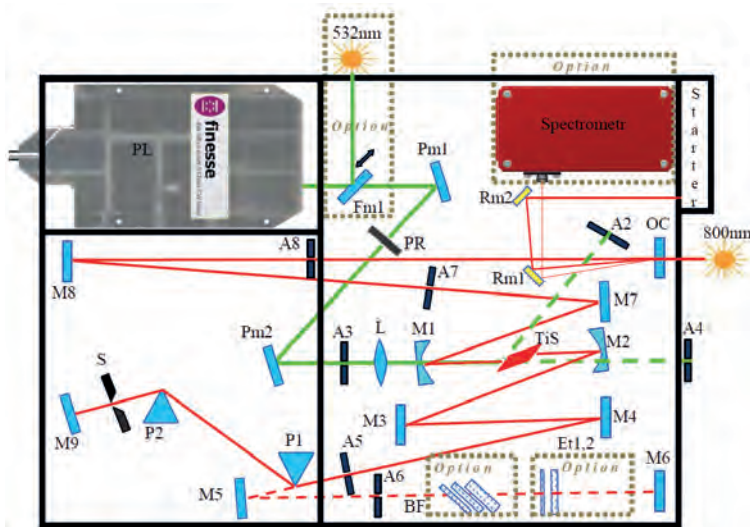 532nm
Option
Option
Starter
Spectrometr
PL
finesse
Option
Pm1
Fm1
Rm2
A2
OC
800nm
PR
A8
A7
Rm1
M8
M7
Pm2
A3
L
M1
TiS
M2
A4
S
M3
M4
M9
P2
P1
A5
Et1,2
A6
Option
Option
M6
M5
BF